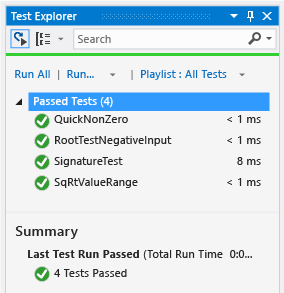 Test Explorer
Search
Run All | Run... Playlist : All Tests
Passed Tests (4)
QuickNonZero < 1 ms
RootTestNegativeInput < 1 ms
SignatureTest 8 ms
SqRtValueRange < 1 ms
Summary
Last Test Run Passed (Total Run Time 0:0...
4 Tests Passed